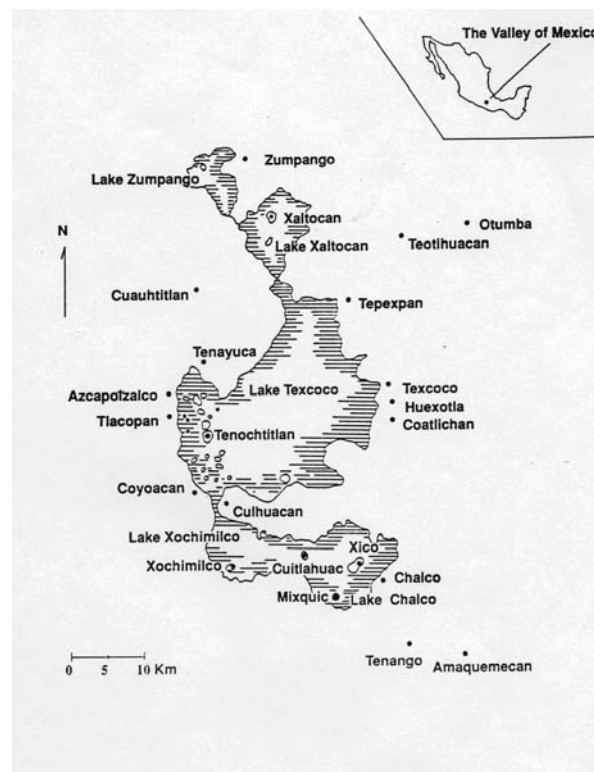 The Valley of Mexico
Zumpango
Lake Zumpango
Xaltocan
Otumba
N
Lake Xaltocan
Teotihuacan
Cuauhtitlan
Tepexpan
Tenayuca
Azcapotzalco
Lake Texcoco
Texcoco
Huexotla
Tlacopan
Coatlichan
Tenochtitlan
Coyoacan
Culhuacan
Lake Xochimilco
Xico
Xochimilco
Cuitlahuac
Chalco
Mixquic
Lake Chalco
0 5 10 Km
Tenango
Amaquemecan